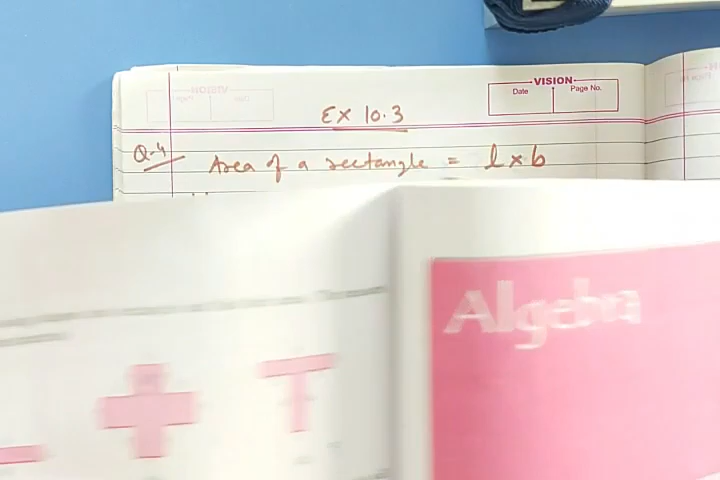 VISION
Date
Page No.
EX 10.3
Q-4
Area of a rectangle = l × b
Algebra